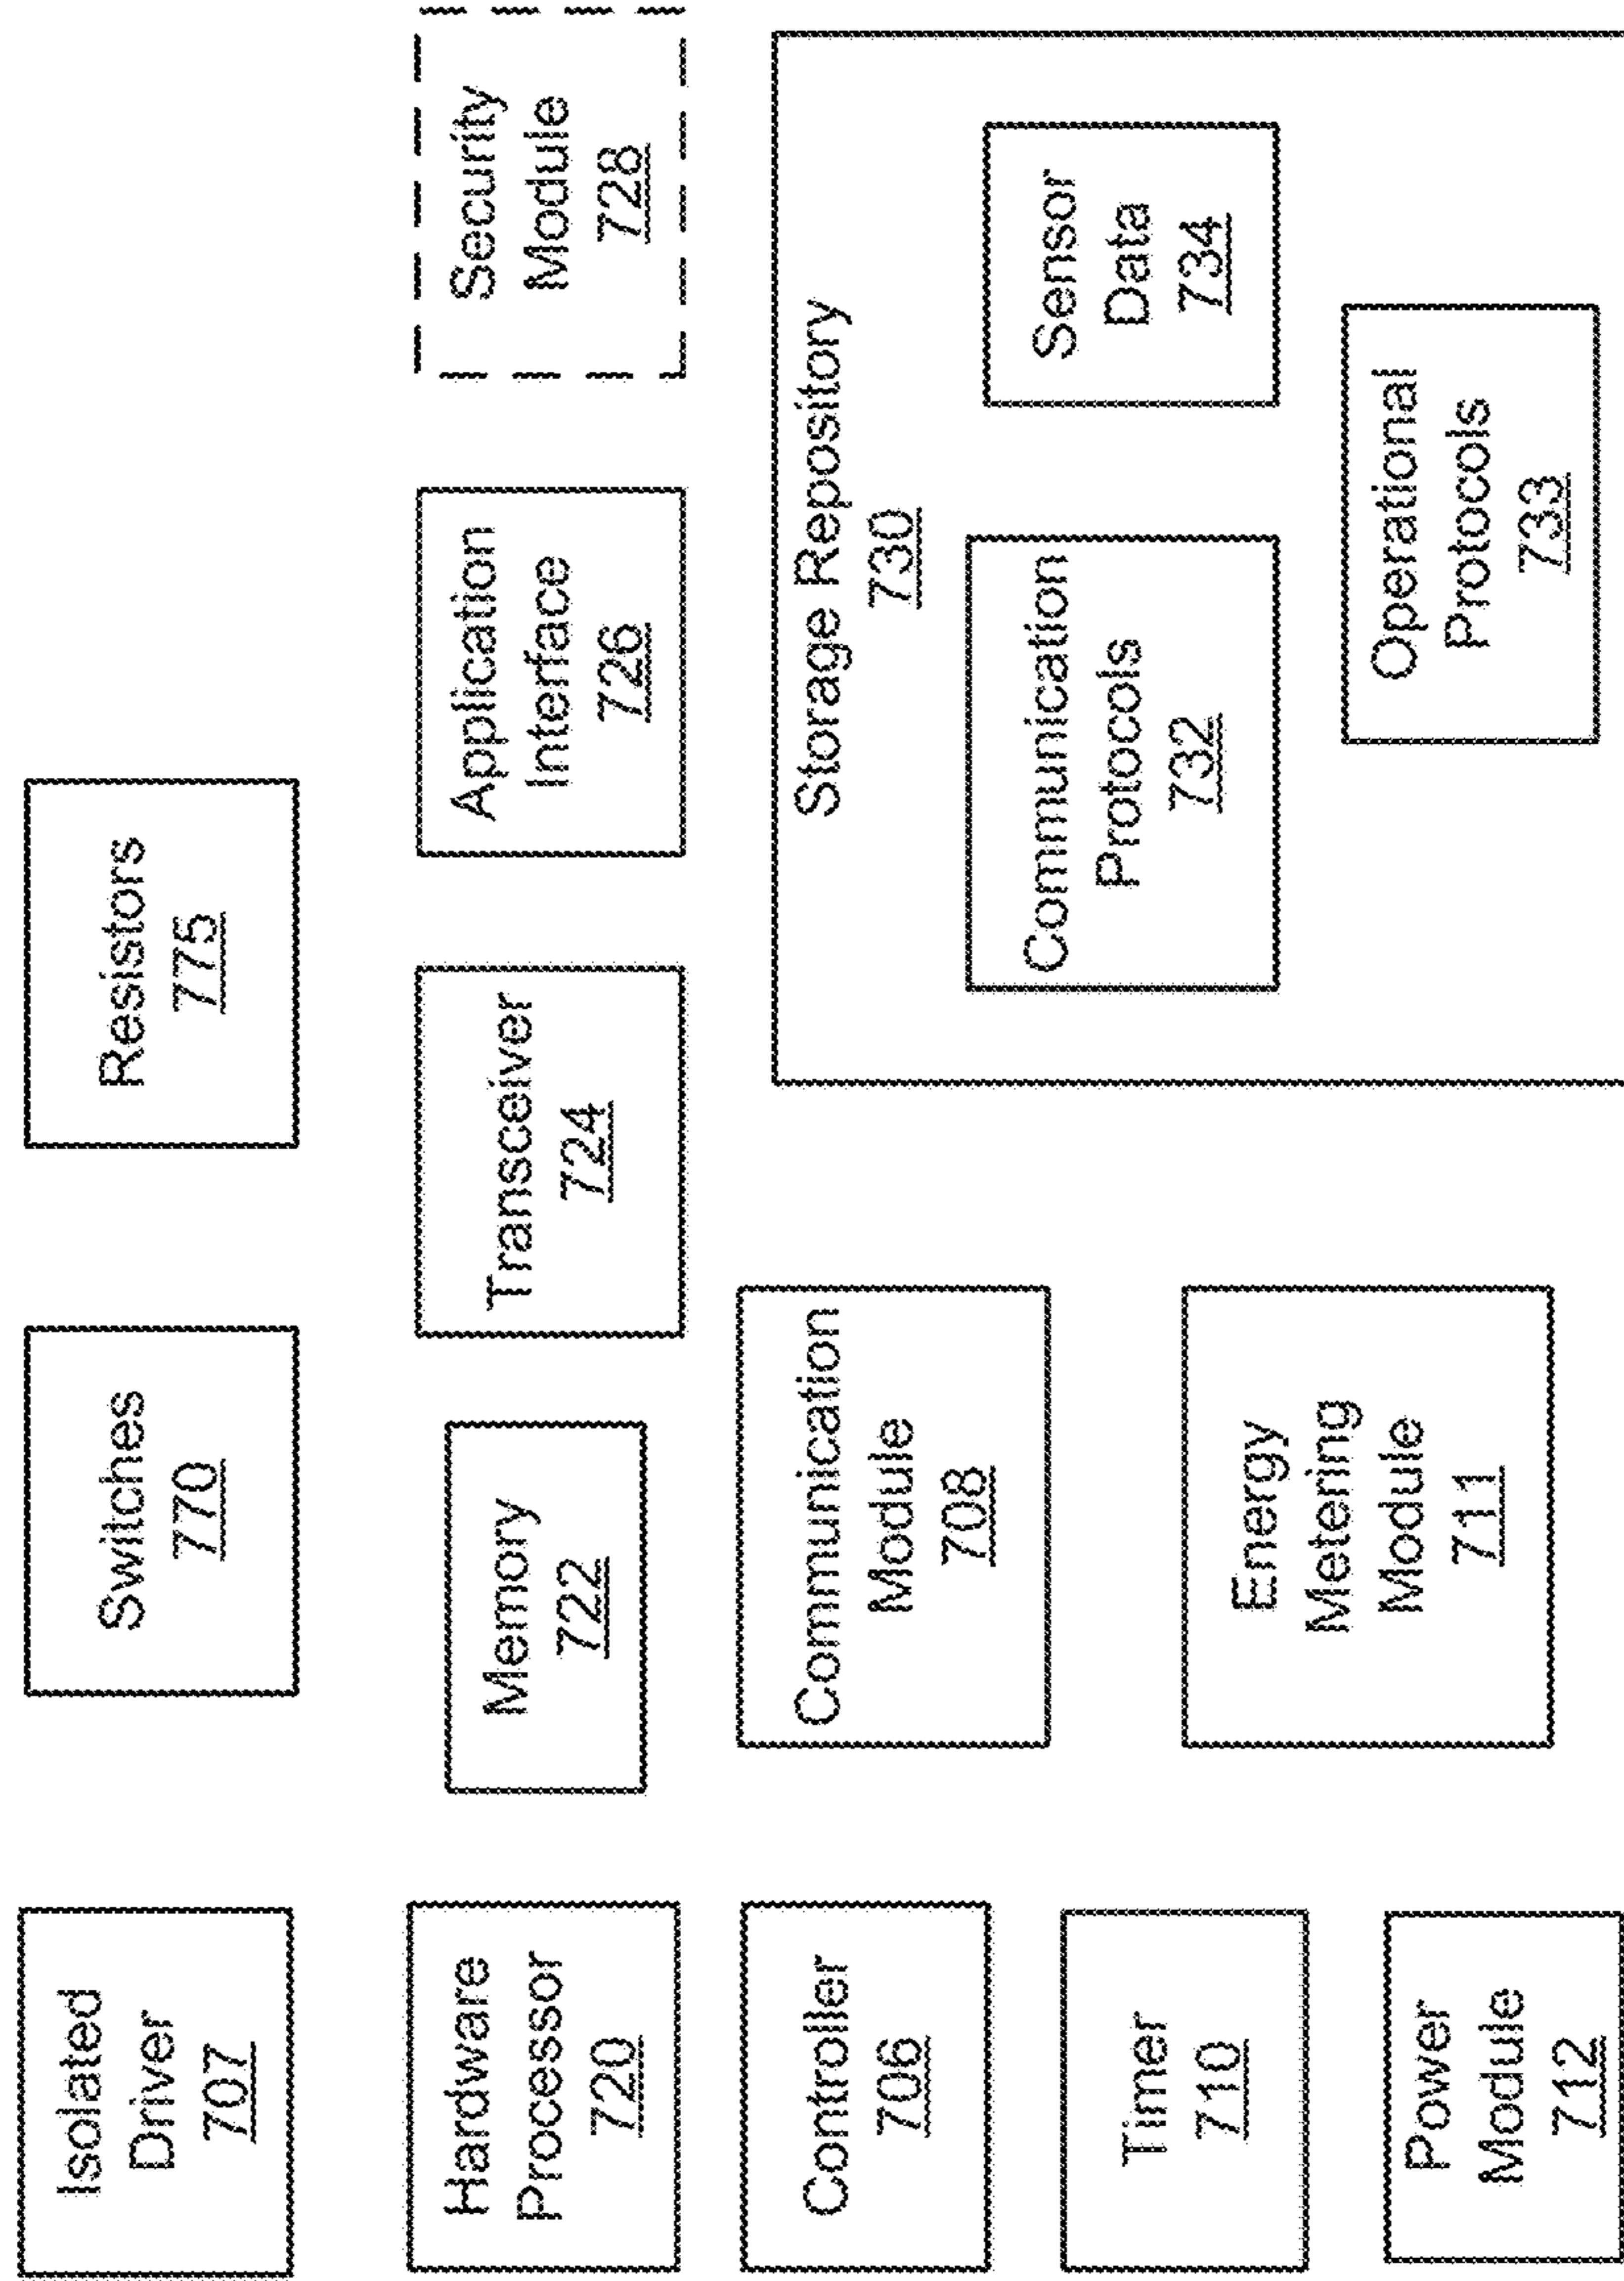 Isolated
Driver
707
Switches
770
Resistors
775
Hardware
Processor
720
Memory
722
Transceiver
724
Application
Interface
726
Security
Module
728
Controller
706
Communication
Module
708
Storage Repository
730
Communication
Protocols
732
Sensor
Data
734
Timer
710
Energy
Metering
Module
711
Operational
Protocols
733
Power
Module
712